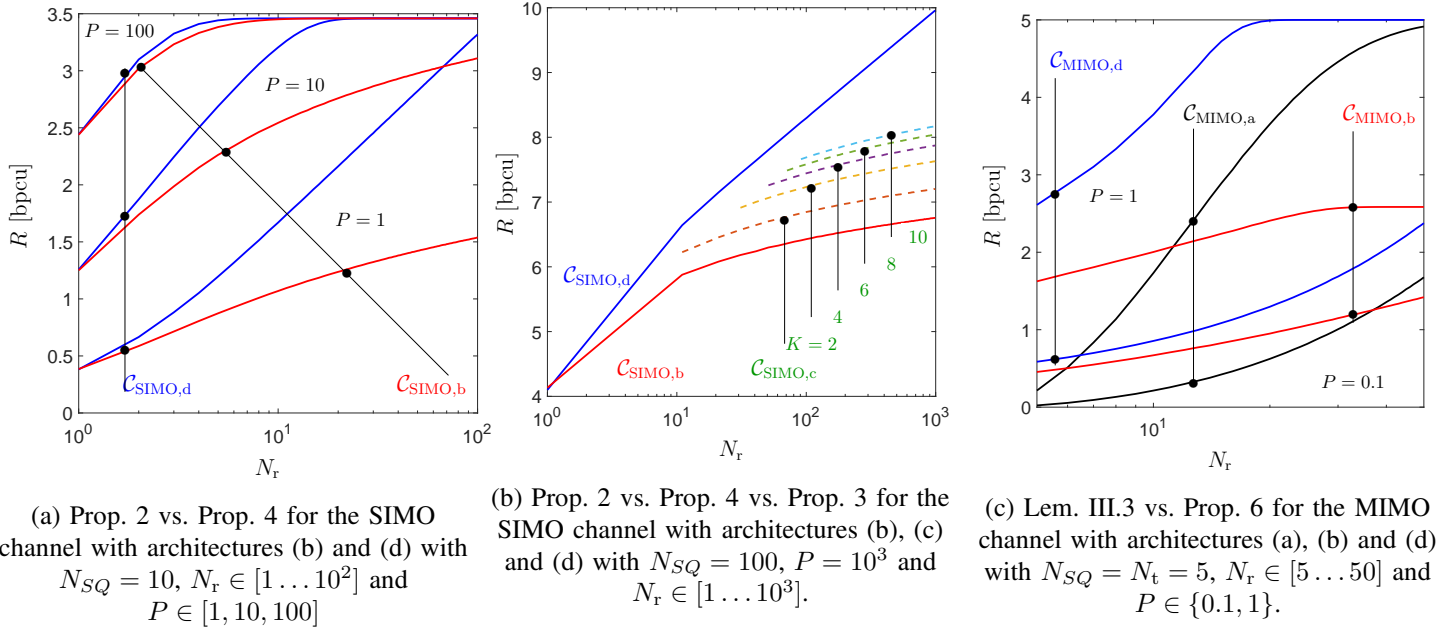 3.5
3
2.5
2
1.5
1
0.5
0
R [bpcu]
P = 100
P = 10
P = 1
C_SIMO,d
C_SIMO,b
10^0
10^1
10^2
N_r
(a) Prop. 2 vs. Prop. 4 for the SIMO
channel with architectures (b) and (d) with
N_SQ = 10, N_r ∈ [1 . . . 10^2] and
P ∈ [1, 10, 100]
10
9
8
7
6
5
4
R [bpcu]
C_SIMO,d
10
8
6
4
K = 2
C_SIMO,b
C_SIMO,c
10^0
10^1
10^2
10^3
N_r
(b) Prop. 2 vs. Prop. 4 vs. Prop. 3 for the
SIMO channel with architectures (b), (c)
and (d) with N_SQ = 100, P = 10^3 and
N_r ∈ [1 . . . 10^3].
5
4
3
2
1
0
R [bpcu]
C_MIMO,d
C_MIMO,a
C_MIMO,b
P = 1
P = 0.1
10^1
N_r
(c) Lem. III.3 vs. Prop. 6 for the MIMO
channel with architectures (a), (b) and (d)
with N_SQ = N_t = 5, N_r ∈ [5 . . . 50] and
P ∈ {0.1, 1}.